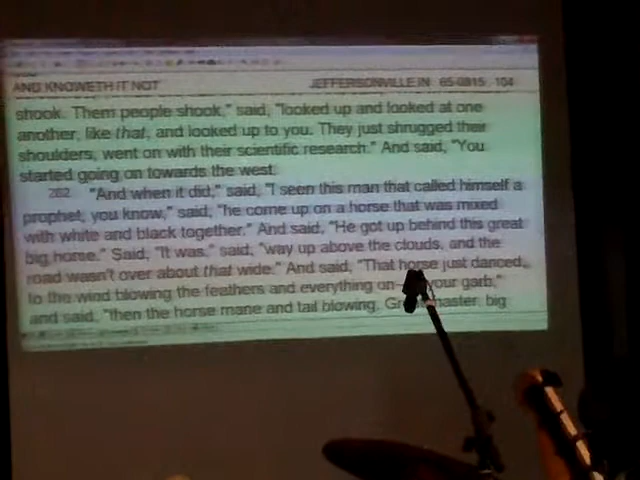 AND KNOWETH IT NOT JEFFERSONVILLE.IN 65-0815 104
shook. Them people shook," said, "looked up and looked at one
another, like that, and looked up to you. They just shrugged their
shoulders, went on with their scientific research." And said, "You
started going on towards the west.
262 "And when it did," said, "I seen this man that called himself a
prophet, you know," said, "he come up on a horse that was mixed
with white and black together." And said, "He got up behind this great
big horse." Said, "It was," said, "way up above the clouds, and the
road wasn't over about that wide." And said, "That horse just danced,
to the wind blowing the feathers and everything on your garb,"
and said, "then the horse mane and tail blowing. master, big